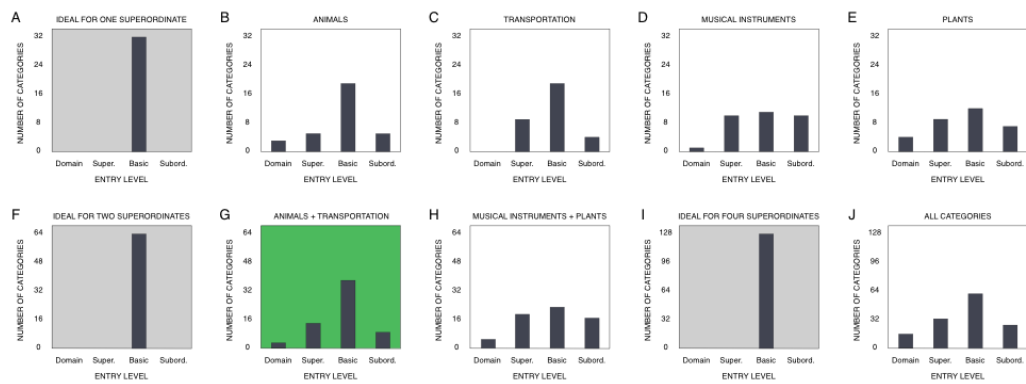 A IDEAL FOR ONE SUPERORDINATE
NUMBER OF CATEGORIES
32
24
16
8
0
Domain Super. Basic Subord.
ENTRY LEVEL
B ANIMALS
NUMBER OF CATEGORIES
32
24
16
8
0
Domain Super. Basic Subord.
ENTRY LEVEL
C TRANSPORTATION
NUMBER OF CATEGORIES
32
24
16
8
0
Domain Super. Basic Subord.
ENTRY LEVEL
D MUSICAL INSTRUMENTS
NUMBER OF CATEGORIES
32
24
16
8
0
Domain Super. Basic Subord.
ENTRY LEVEL
E PLANTS
NUMBER OF CATEGORIES
32
24
16
8
0
Domain Super. Basic Subord.
ENTRY LEVEL
F IDEAL FOR TWO SUPERORDINATES
NUMBER OF CATEGORIES
64
48
32
16
0
Domain Super. Basic Subord.
ENTRY LEVEL
G ANIMALS + TRANSPORTATION
NUMBER OF CATEGORIES
64
48
32
16
0
Domain Super. Basic Subord.
ENTRY LEVEL
H MUSICAL INSTRUMENTS + PLANTS
NUMBER OF CATEGORIES
64
48
32
16
0
Domain Super. Basic Subord.
ENTRY LEVEL
I IDEAL FOR FOUR SUPERORDINATES
NUMBER OF CATEGORIES
128
96
64
32
0
Domain Super. Basic Subord.
ENTRY LEVEL
J ALL CATEGORIES
NUMBER OF CATEGORIES
128
96
64
32
0
Domain Super. Basic Subord.
ENTRY LEVEL